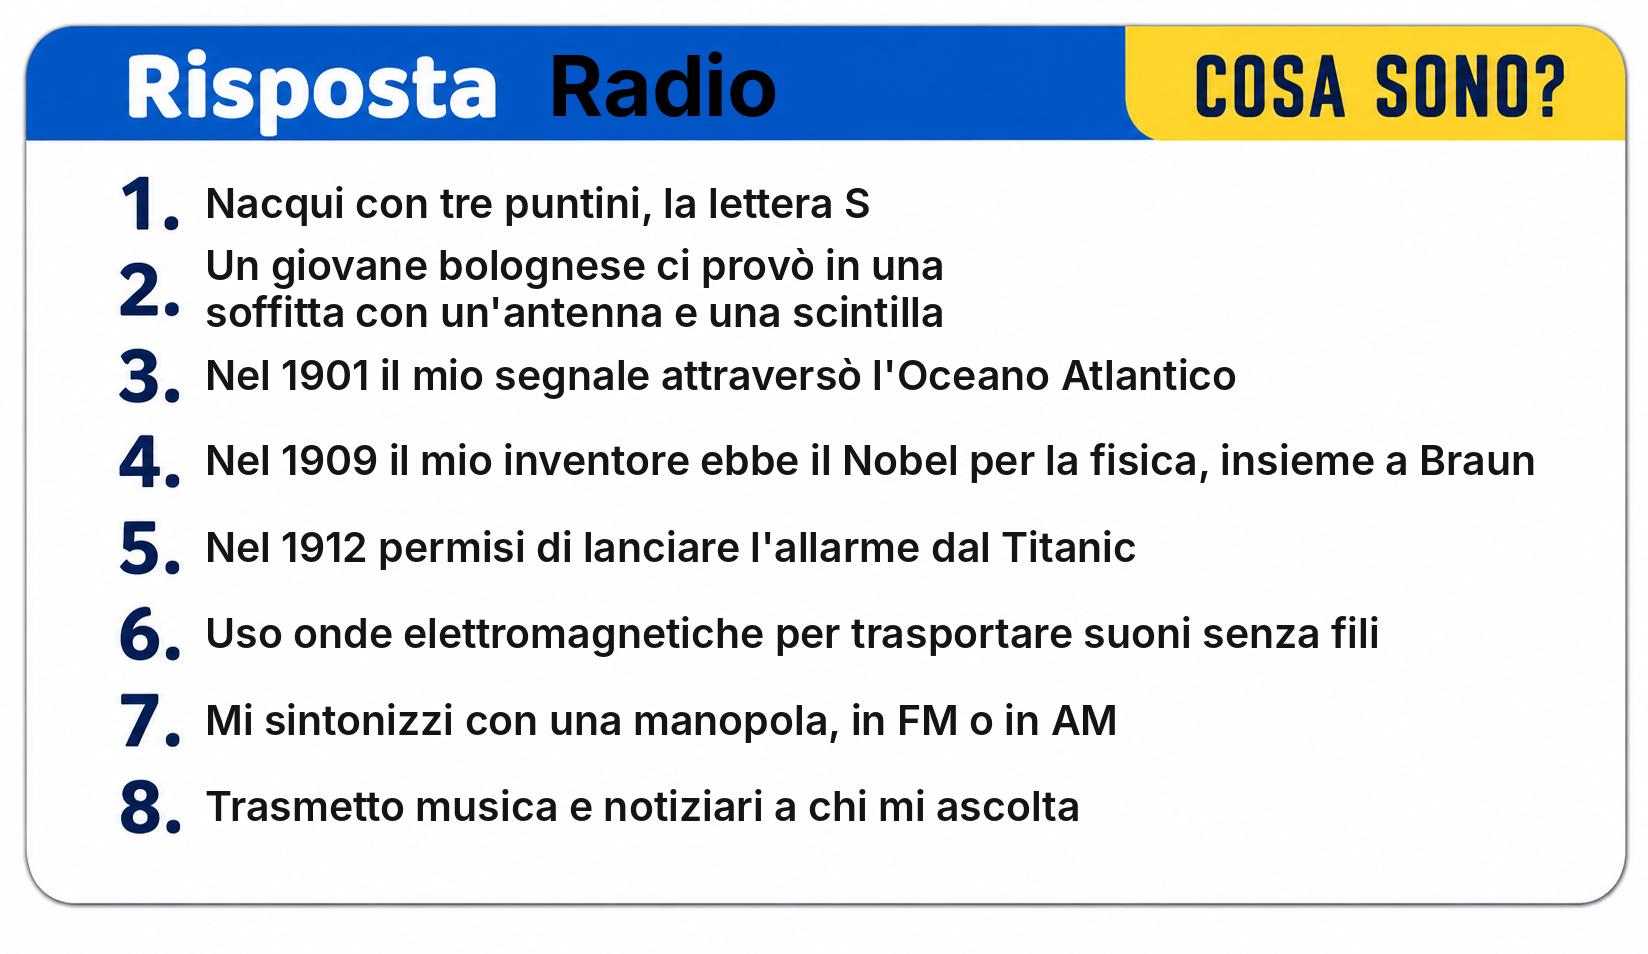 Risposta Radio
COSA SONO?
1. Nacqui con tre puntini, la lettera S
2. Un giovane bolognese ci provò in una
soffitta con un'antenna e una scintilla
3. Nel 1901 il mio segnale attraversò l'Oceano Atlantico
4. Nel 1909 il mio inventore ebbe il Nobel per la fisica, insieme a Braun
5. Nel 1912 permisi di lanciare l'allarme dal Titanic
6. Uso onde elettromagnetiche per trasportare suoni senza fili
7. Mi sintonizzi con una manopola, in FM o in AM
8. Trasmetto musica e notiziari a chi mi ascolta